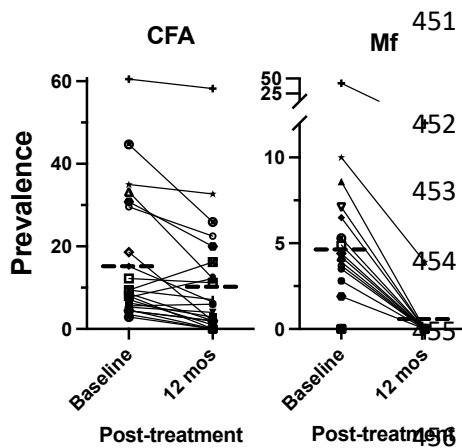 451
CFA
Mf
60
40
20
0
Prevalence
50
25
10
5
0
452
453
454
455
Baseline
12 mos
Baseline
12 mos
Post-treatment
Post-treatment
456